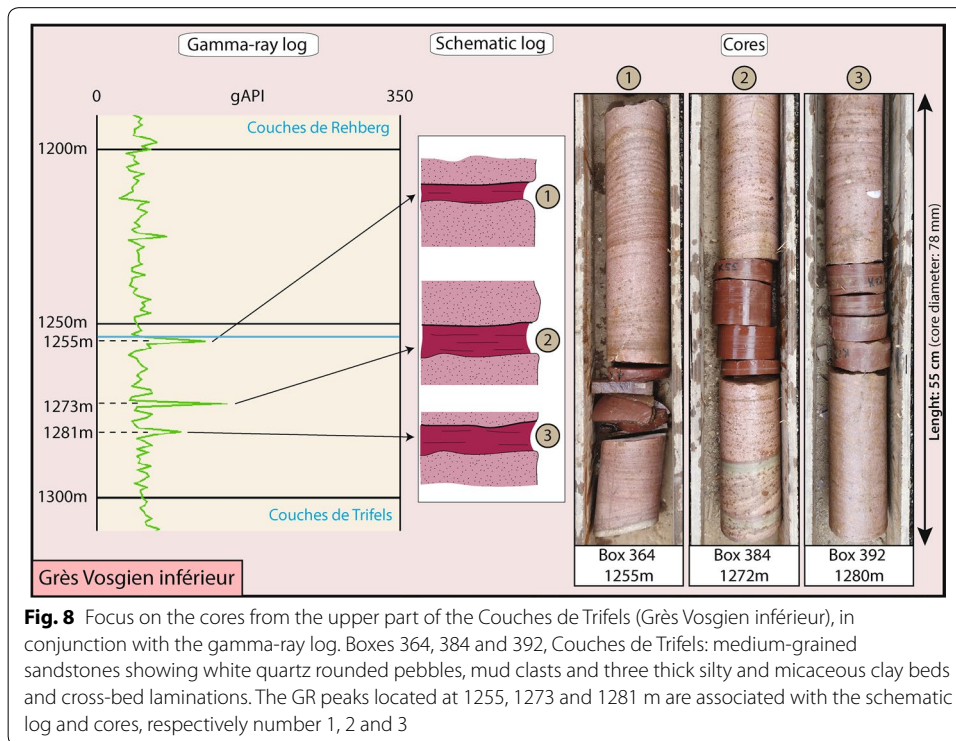 Gamma-ray log
Schematic log
Cores
1
2
3
0
gAPI
350
Couches de Rehberg
1200m
1250m
1255m
1273m
1281m
1300m
Couches de Trifels
Grès Vosgien inférieur
1
2
3
Lenght: 55 cm (core diameter: 78 mm)
Box 364
1255m
Box 384
1272m
Box 392
1280m
Fig. 8 Focus on the cores from the upper part of the Couches de Trifels (Grès Vosgien inférieur), in
conjunction with the gamma-ray log. Boxes 364, 384 and 392, Couches de Trifels: medium-grained
sandstones showing white quartz rounded pebbles, mud clasts and three thick silty and micaceous clay beds
and cross-bed laminations. The GR peaks located at 1255, 1273 and 1281 m are associated with the schematic
log and cores, respectively number 1, 2 and 3